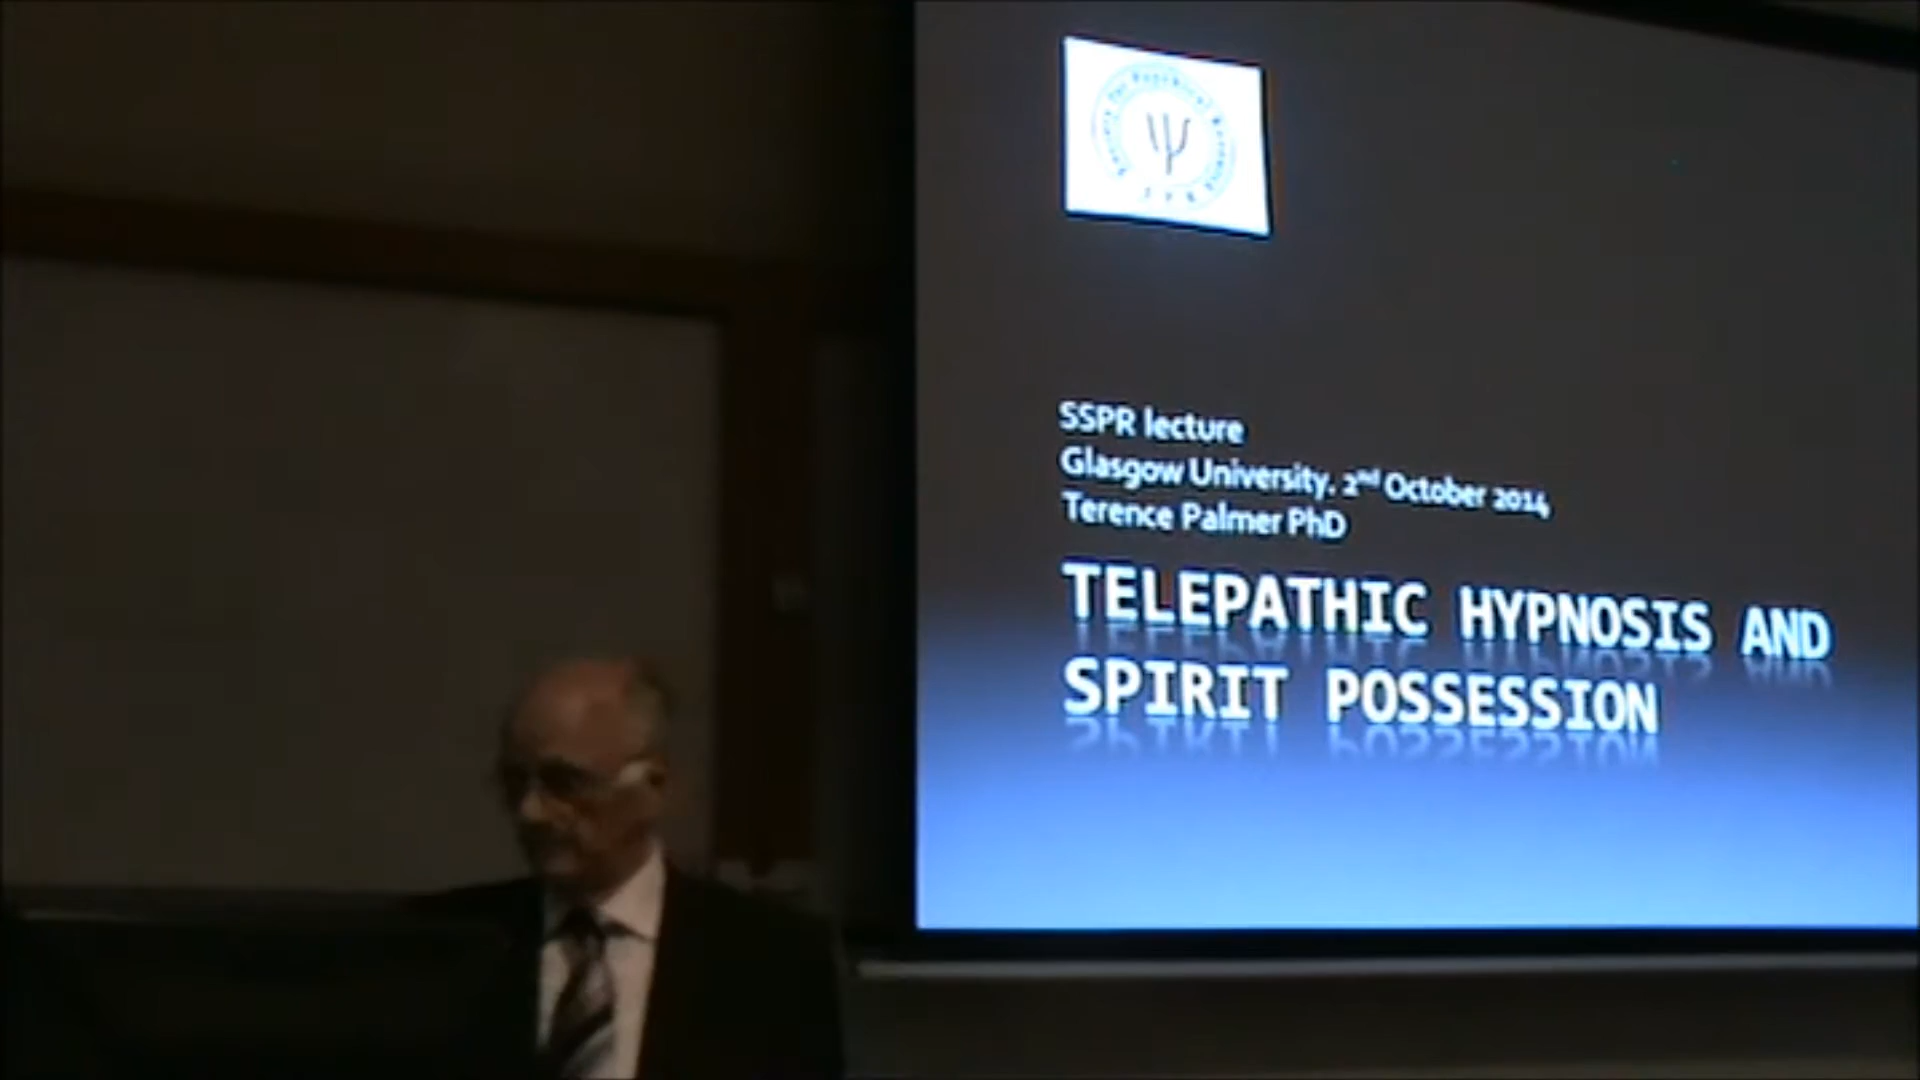 Ψ
SSPR lecture
Glasgow University. 2nd October 2014
Terence Palmer PhD
TELEPATHIC HYPNOSIS AND
SPIRIT POSSESSION